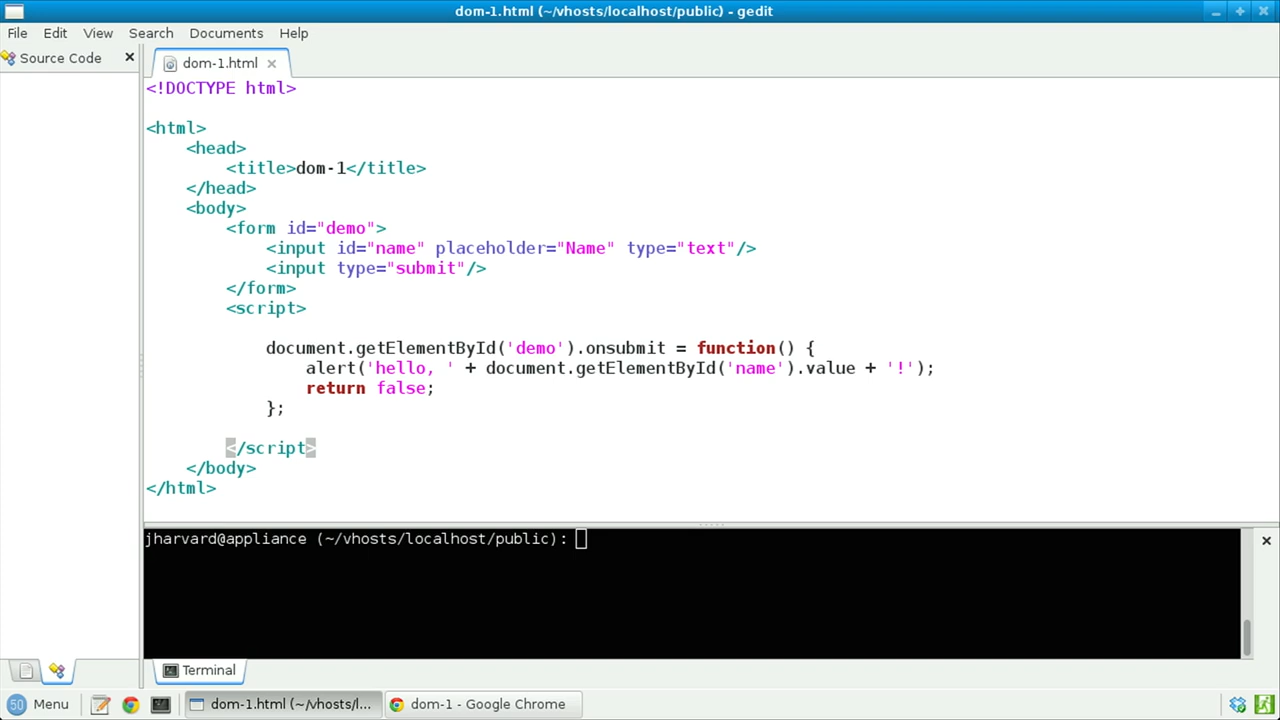 dom-1.html (~/vhosts/localhost/public) - gedit
File Edit View Search Documents Help
Source Code
dom-1.html
<!DOCTYPE html>
<html>
<head>
<title>dom-1</title>
</head>
<body>
<form id="demo">
<input id="name" placeholder="Name" type="text"/>
<input type="submit"/>
</form>
<script>
document.getElementById('demo').onsubmit = function() {
alert('hello, ' + document.getElementById('name').value + '!');
return false;
};
</script>
</body>
</html>
jharvard@appliance (~/vhosts/localhost/public):
Terminal
50 Menu dom-1.html (~/vhosts/l... dom-1 - Google Chrome